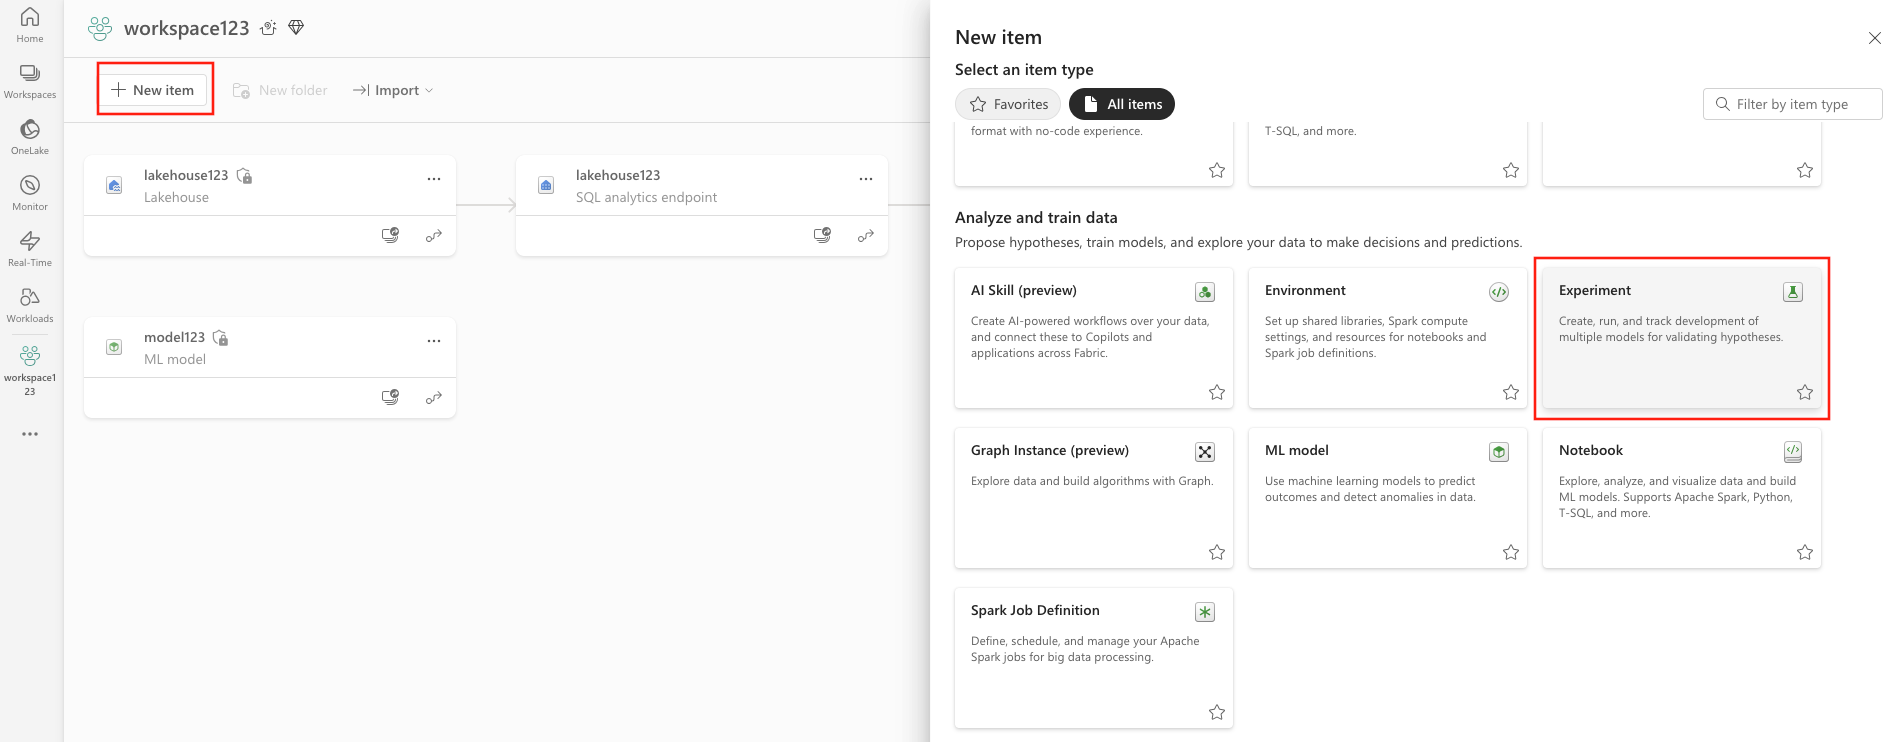 Home
Workspaces
OneLake
Monitor
Real-Time
Workloads
workspace1
23
workspace123
New item
New folder
Import
lakehouse123
Lakehouse
lakehouse123
SQL analytics endpoint
model123
ML model
New item
Select an item type
Favorites
All items
Filter by item type
format with no-code experience.
T-SQL, and more.
Analyze and train data
Propose hypotheses, train models, and explore your data to make decisions and predictions.
AI Skill (preview)
Create AI-powered workflows over your data,
and connect these to Copilots and
applications across Fabric.
Environment
Set up shared libraries, Spark compute
settings, and resources for notebooks and
Spark job definitions.
Experiment
Create, run, and track development of
multiple models for validating hypotheses.
Graph Instance (preview)
Explore data and build algorithms with Graph.
ML model
Use machine learning models to predict
outcomes and detect anomalies in data.
Notebook
Explore, analyze, and visualize data and build
ML models. Supports Apache Spark, Python,
T-SQL, and more.
Spark Job Definition
Define, schedule, and manage your Apache
Spark jobs for big data processing.